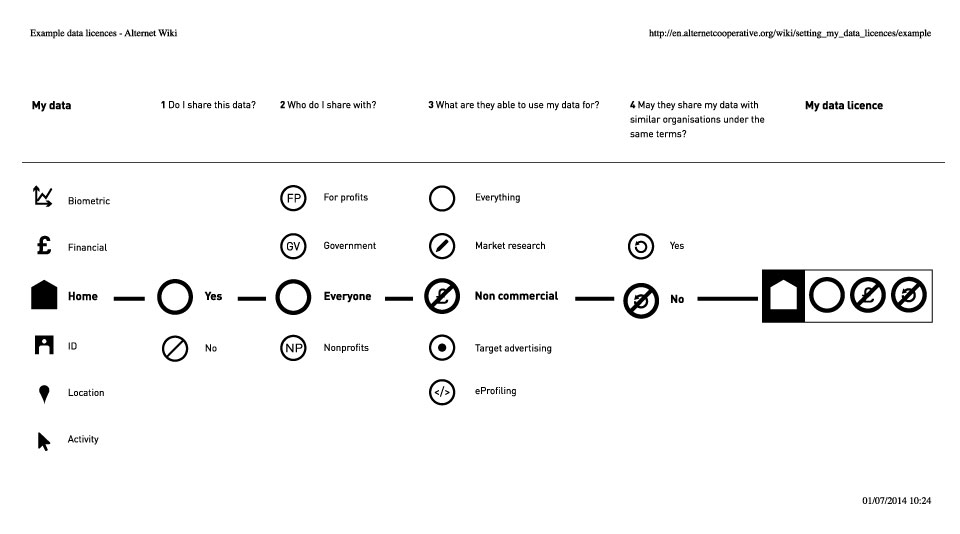 Example data licences - Alternet Wiki
http://en.alternetcooperative.org/wiki/setting_my_data_licences/example
My data
1 Do I share this data?
2 Who do I share with?
3 What are they able to use my data for?
4 May they share my data with
similar organisations under the
same terms?
My data licence
Biometric
FP For profits
Everything
£ Financial
GV Government
Market research
Yes
Home
Yes
Everyone
£ Non commercial
No
£
ID
No
NP Nonprofits
Target advertising
Location
</> eProfiling
Activity
01/07/2014 10:24